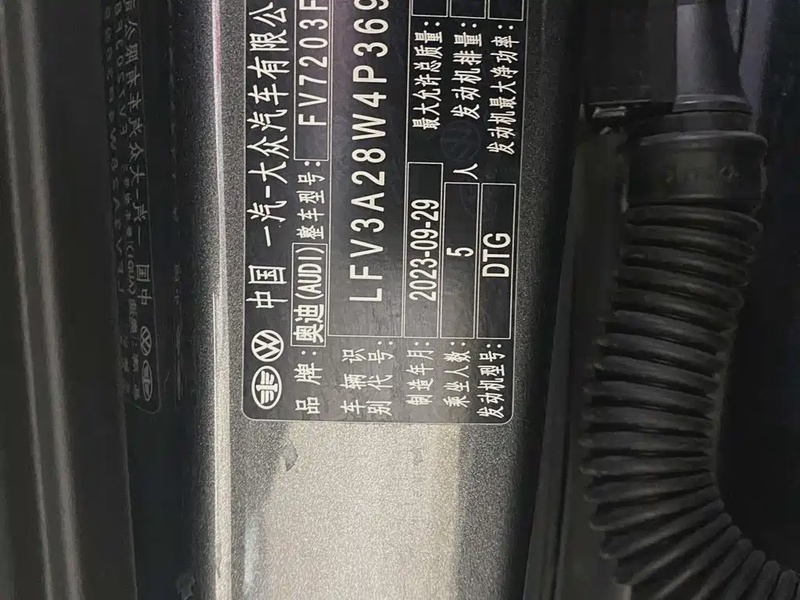 中国 一汽-大众汽车有限公
品牌: 奥迪(AUDI) 整车型号: FV7203F
车辆识别代号: LFV3A28W4P369
制造年月: 2023-09-29 最大允许总质量:
乘坐人数: 5 人 发动机排量:
发动机型号: DTG 发动机最大净功率: